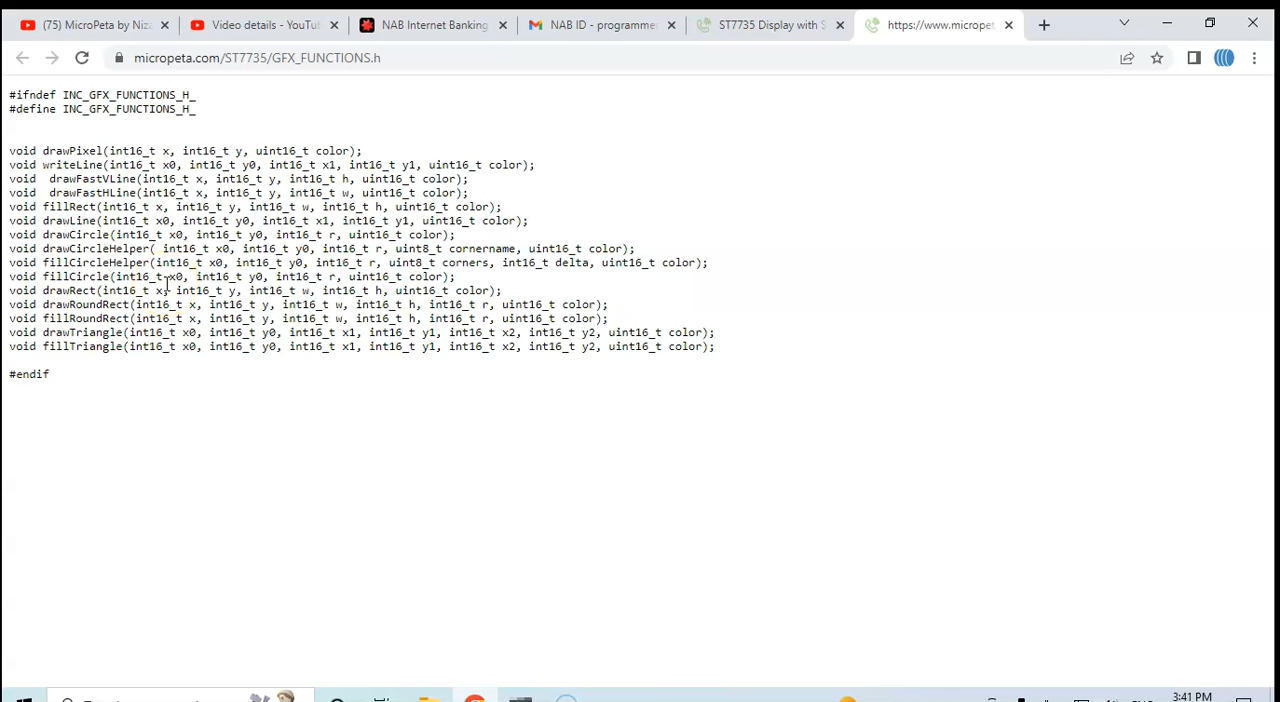 (75) MicroPeta by Niz
Video details - YouTu
NAB Internet Banking
NAB ID - programme
ST7735 Display with S
https://www.micropet
micropeta.com/ST7735/GFX_FUNCTIONS.h
#ifndef INC_GFX_FUNCTIONS_H_
#define INC_GFX_FUNCTIONS_H_
void drawPixel(int16_t x, int16_t y, uint16_t color);
void writeLine(int16_t x0, int16_t y0, int16_t x1, int16_t y1, uint16_t color);
void  drawFastVLine(int16_t x, int16_t y, int16_t h, uint16_t color);
void  drawFastHLine(int16_t x, int16_t y, int16_t w, uint16_t color);
void fillRect(int16_t x, int16_t y, int16_t w, int16_t h, uint16_t color);
void drawLine(int16_t x0, int16_t y0, int16_t x1, int16_t y1, uint16_t color);
void drawCircle(int16_t x0, int16_t y0, int16_t r, uint16_t color);
void drawCircleHelper( int16_t x0, int16_t y0, int16_t r, uint8_t cornername, uint16_t color);
void fillCircleHelper(int16_t x0, int16_t y0, int16_t r, uint8_t corners, int16_t delta, uint16_t color);
void fillCircle(int16_t x0, int16_t y0, int16_t r, uint16_t color);
void drawRect(int16_t x, int16_t y, int16_t w, int16_t h, uint16_t color);
void drawRoundRect(int16_t x, int16_t y, int16_t w, int16_t h, int16_t r, uint16_t color);
void fillRoundRect(int16_t x, int16_t y, int16_t w, int16_t h, int16_t r, uint16_t color);
void drawTriangle(int16_t x0, int16_t y0, int16_t x1, int16_t y1, int16_t x2, int16_t y2, uint16_t color);
void fillTriangle(int16_t x0, int16_t y0, int16_t x1, int16_t y1, int16_t x2, int16_t y2, uint16_t color);
#endif
3:41 PM